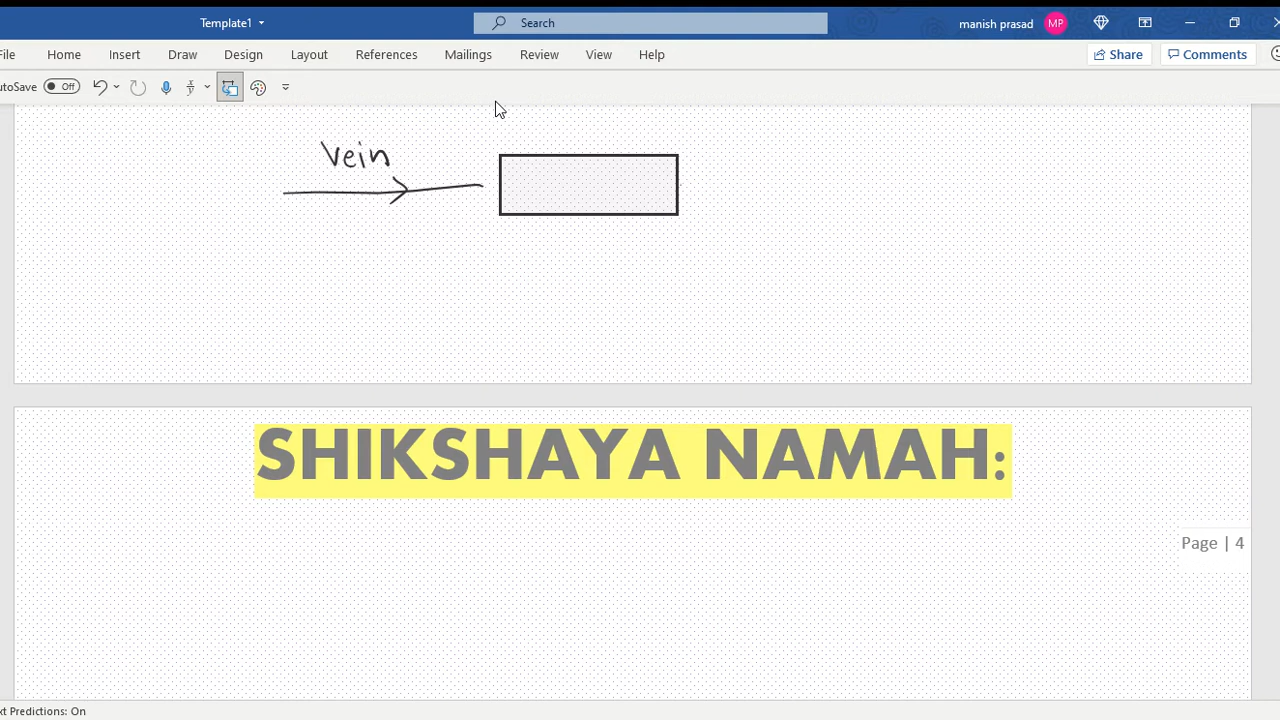 Template1
Search
manish prasad
MP
File
Home
Insert
Draw
Design
Layout
References
Mailings
Review
View
Help
Share
Comments
utoSave
Off
x/y
Vein
SHIKSHAYA NAMAH:
Page | 4
xt Predictions: On